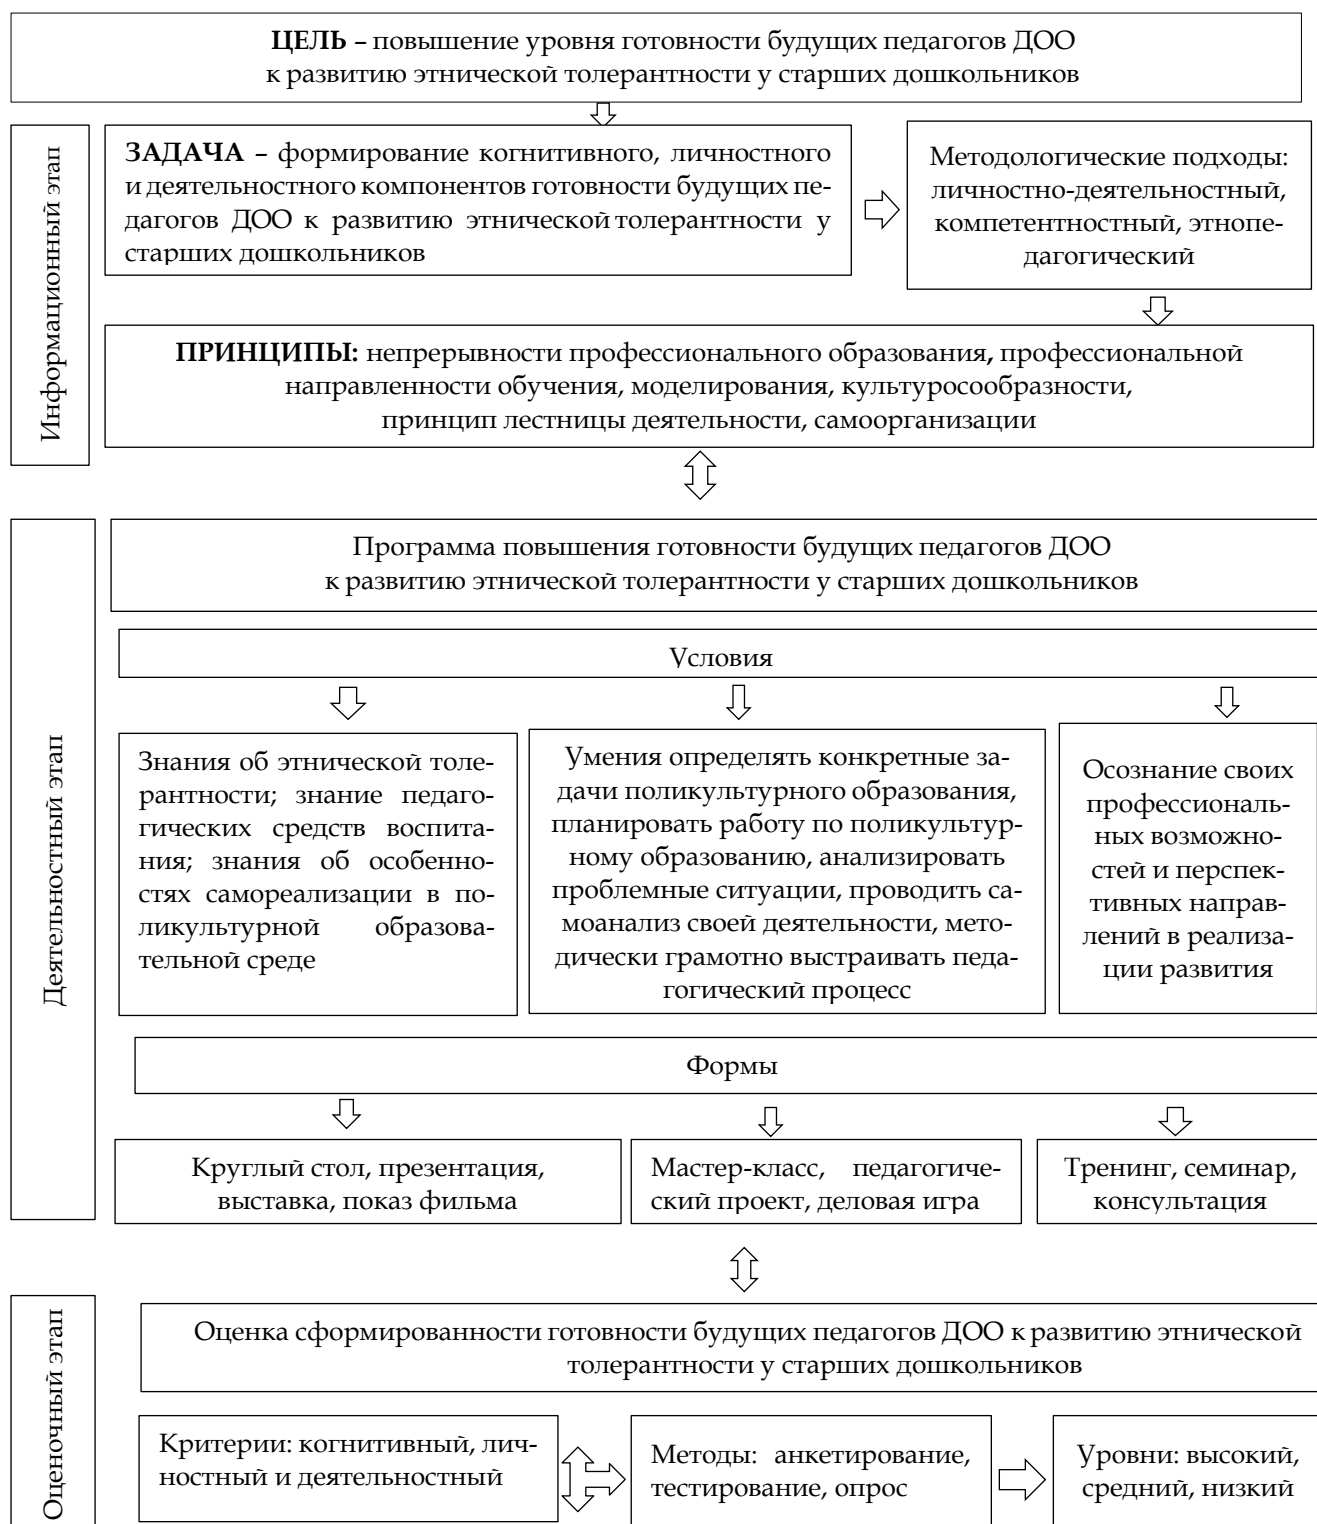 ЦЕЛЬ – повышение уровня готовности будущих педагогов ДОО
к развитию этнической толерантности у старших дошкольников
Информационный этап
ЗАДАЧА – формирование когнитивного, личностного
и деятельностного компонентов готовности будущих пе-
дагогов ДОО к развитию этнической толерантности у
старших дошкольников
Методологические подходы:
личностно-деятельностный,
компетентностный, этнопе-
дагогический
ПРИНЦИПЫ: непрерывности профессионального образования, профессиональной
направленности обучения, моделирования, культуросообразности,
принцип лестницы деятельности, самоорганизации
Деятельностный этап
Программа повышения готовности будущих педагогов ДОО
к развитию этнической толерантности у старших дошкольников
Условия
Знания об этнической толе-
рантности; знание педаго-
гических средств воспита-
ния; знания об особенно-
стях самореализации в по-
ликультурной образова-
тельной среде
Умения определять конкретные за-
дачи поликультурного образования,
планировать работу по поликультур-
ному образованию, анализировать
проблемные ситуации, проводить са-
моанализ своей деятельности, мето-
дически грамотно выстраивать педа-
гогический процесс
Осознание своих
профессиональ-
ных возможно-
стей и перспек-
тивных направ-
лений в реализа-
ции развития
Формы
Круглый стол, презентация,
выставка, показ фильма
Мастер-класс, педагогиче-
ский проект, деловая игра
Тренинг, семинар,
консультация
Оценочный этап
Оценка сформированности готовности будущих педагогов ДОО к развитию этнической
толерантности у старших дошкольников
Критерии: когнитивный, лич-
ностный и деятельностный
Методы: анкетирование,
тестирование, опрос
Уровни: высокий,
средний, низкий